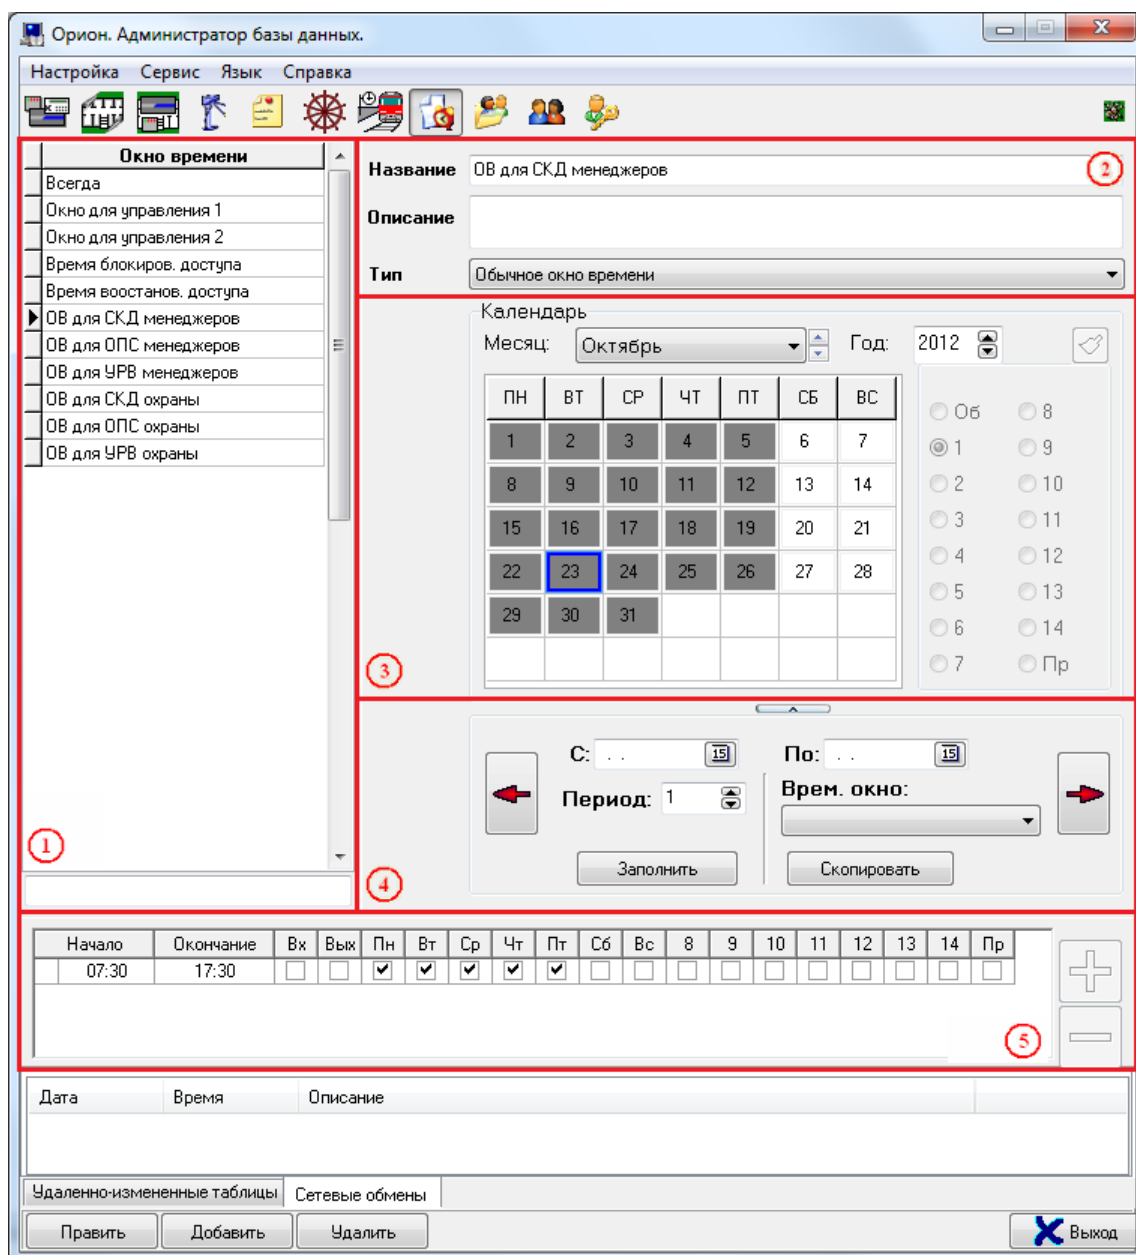 Орион. Администратор базы данных.
Настройка Сервис Язык Справка
Окно времени
Всегда
Окно для управления 1
Окно для управления 2
Время блокиров. доступа
Время воостанов. доступа
ОВ для СКД менеджеров
ОВ для ОПС менеджеров
ОВ для УРВ менеджеров
ОВ для СКД охраны
ОВ для ОПС охраны
ОВ для УРВ охраны
1
Название ОВ для СКД менеджеров
2
Описание
Тип Обычное окно времени
Календарь
Месяц: Октябрь Год: 2012
ПН ВТ СР ЧТ ПТ СБ ВС
1 2 3 4 5 6 7
8 9 10 11 12 13 14
15 16 17 18 19 20 21
22 23 24 25 26 27 28
29 30 31
Об 8
1 9
2 10
3 11
4 12
5 13
6 14
7 Пр
3
С: . . 15 По: . . 15
Период: 1 Врем. окно:
Заполнить Скопировать
4
Начало Окончание Вх Вых Пн Вт Ср Чт Пт Сб Вс 8 9 10 11 12 13 14 Пр
07:30 17:30
5
Дата Время Описание
Удаленно-измененные таблицы Сетевые обмены
Править Добавить Удалить Выход